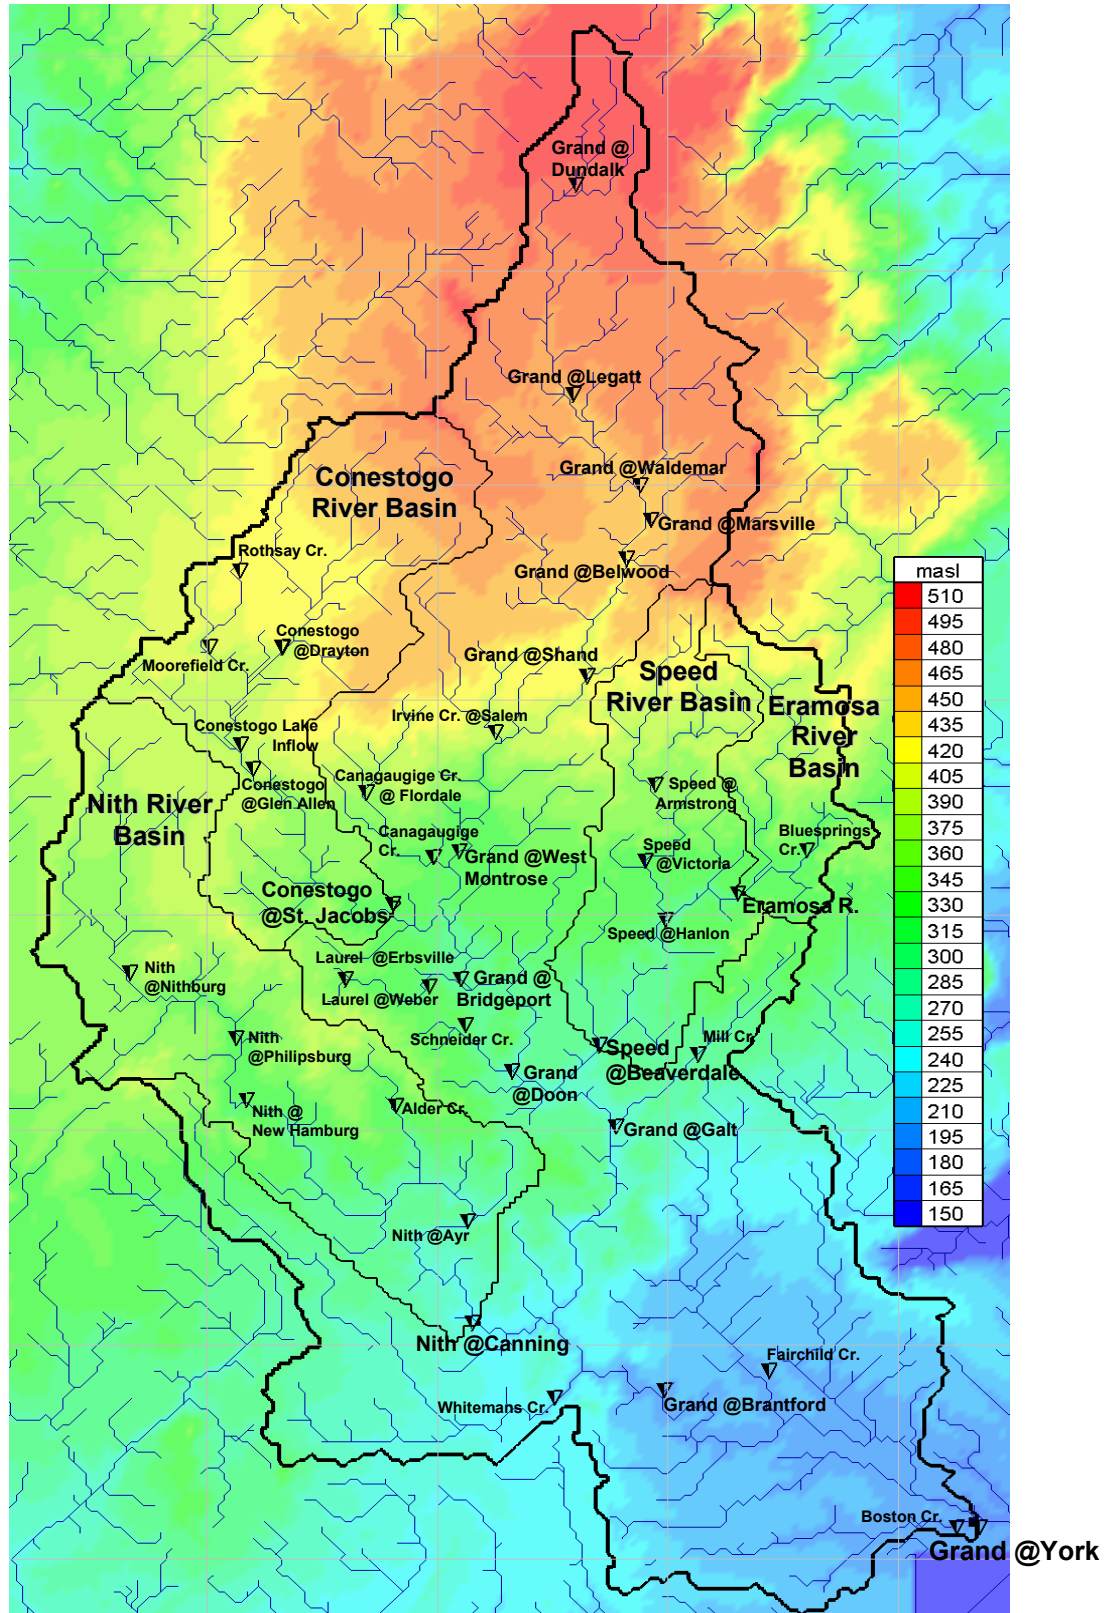 Grand @
Dundalk
Grand @Legatt
Grand @Waldemar
Conestogo
River Basin
Grand @Marsville
Rothsay Cr.
Grand @Belwood
masl
510
495
480
465
450
435
420
405
390
375
360
345
330
315
300
285
270
255
240
225
210
195
180
165
150
Conestogo
@Drayton
Moorefield Cr.
Grand @Shand
Speed
River Basin
Eramosa
River
Basin
Irvine Cr. @Salem
Conestogo Lake
Inflow
Conestogo
@Glen Allen
Canagaugige Cr.
@ Flordale
Speed @
Armstrong
Nith River
Basin
Canagaugige
Cr.
Grand @West
Montrose
Speed
@Victoria
Bluesprings
Cr.
Conestogo
@St. Jacobs
Eramosa R.
Speed @Hanlon
Laurel @Erbsville
Nith
@Nithburg
Laurel @Weber
Grand @
Bridgeport
Schneider Cr.
Mill Cr.
Nith
@Philipsburg
Speed
@Beaverdale
Grand
@Doon
Nith @
New Hamburg
Alder Cr.
Grand @Galt
Nith @Ayr
Nith @Canning
Fairchild Cr.
Whitemans Cr.
Grand @Brantford
Boston Cr.
Grand @York